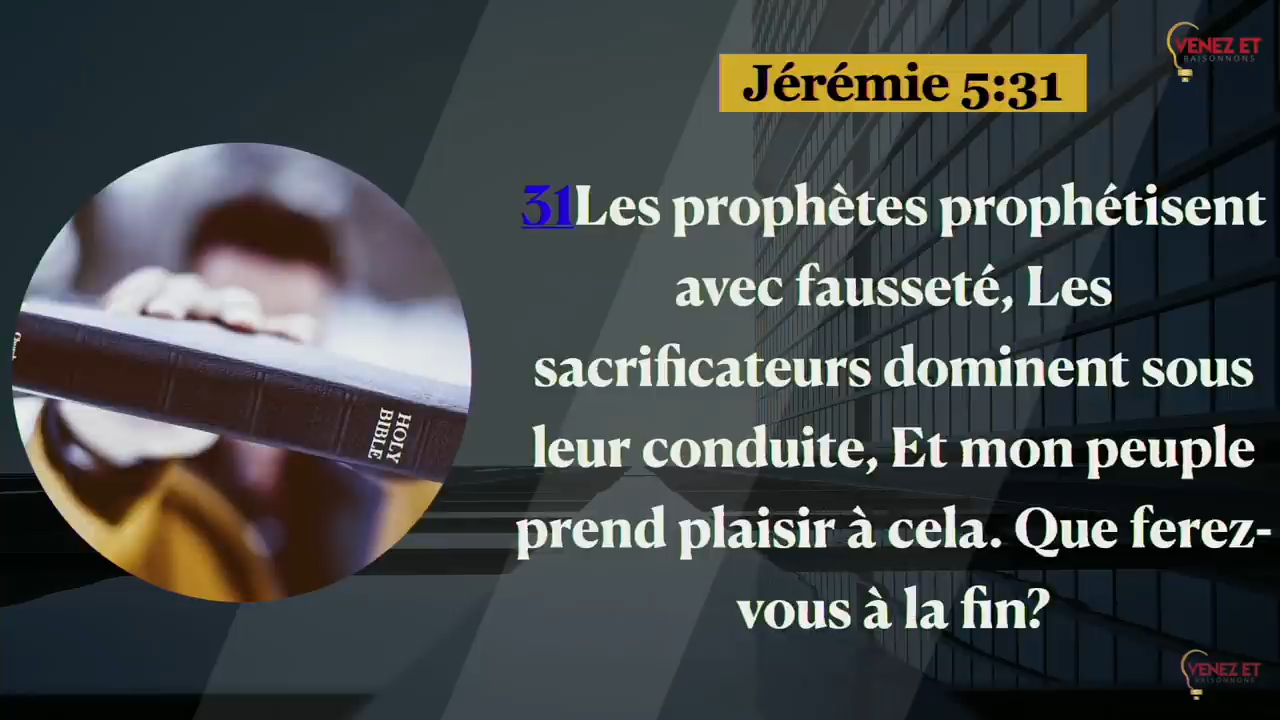 VENEZ ET
RAISONNONS
Jérémie 5:31
31Les prophètes prophétisent
avec fausseté, Les
sacrificateurs dominent sous
leur conduite, Et mon peuple
prend plaisir à cela. Que ferez-
vous à la fin?
HOLY
BIBLE
VENEZ ET
RAISONNONS